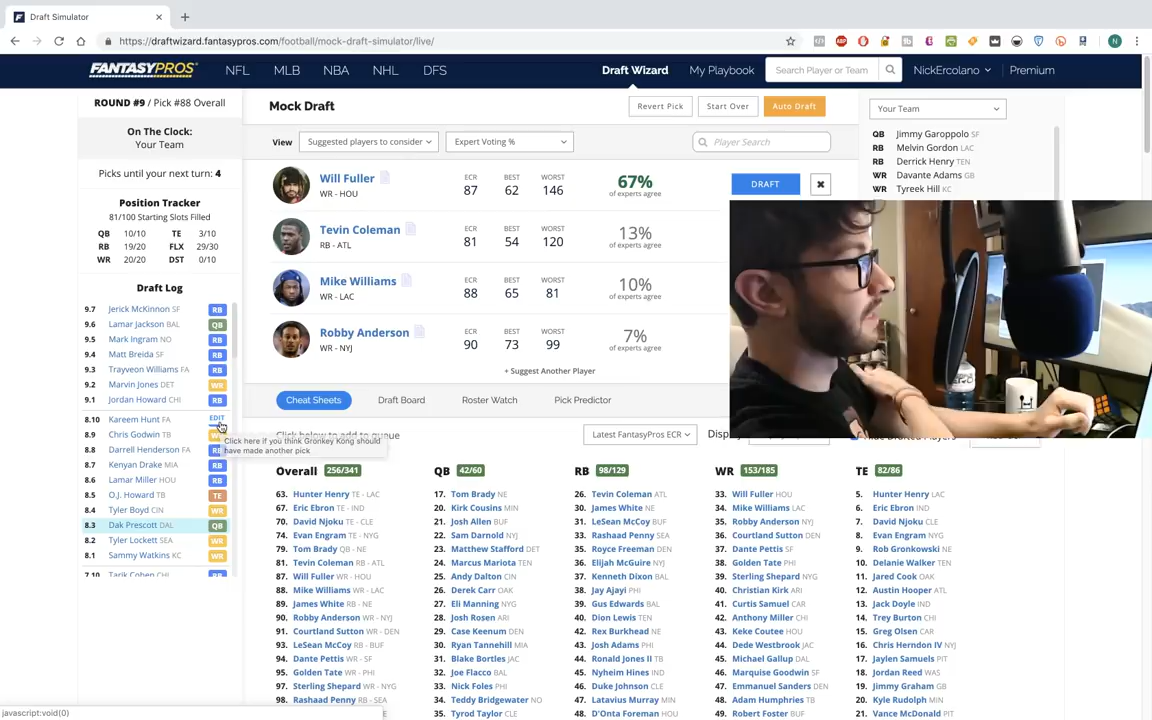 Draft Simulator
https://draftwizard.fantasypros.com/football/mock-draft-simulator/live/
FANTASYPROS
NFL MLB NBA NHL DFS
Draft Wizard My Playbook Search Player or Team NickErcolano Premium
ROUND #9 / Pick #88 Overall
On The Clock:
Your Team
Picks until your next turn: 4
Position Tracker
81/100 Starting Slots Filled
QB 10/10 TE 3/10
RB 19/20 FLX 29/30
WR 20/20 DST 0/10
Draft Log
9.7 Jerick McKinnon SF RB
9.6 Lamar Jackson BAL QB
9.5 Mark Ingram NO RB
9.4 Matt Breida SF RB
9.3 Trayveon Williams FA RB
9.2 Marvin Jones DET WR
9.1 Jordan Howard CHI RB
8.10 Kareem Hunt FA EDIT
8.9 Chris Godwin TB
8.8 Darrell Henderson FA RB
8.7 Kenyan Drake MIA RB
8.6 Lamar Miller HOU RB
8.5 O.J. Howard TB TE
8.4 Tyler Boyd CIN WR
8.3 Dak Prescott DAL QB
8.2 Tyler Lockett SEA WR
8.1 Sammy Watkins KC WR
7.10 Tarik Cohen CHI RB
Click here if you think Gronkey Kong should
have made another pick
Mock Draft
Revert Pick Start Over Auto Draft
View Suggested players to consider Expert Voting % Player Search
Will Fuller
WR - HOU
ECR 87 BEST 62 WORST 146
67%
of experts agree
DRAFT
Tevin Coleman
RB - ATL
ECR 81 BEST 54 WORST 120
13%
of experts agree
Mike Williams
WR - LAC
ECR 88 BEST 65 WORST 81
10%
of experts agree
Robby Anderson
WR - NYJ
ECR 90 BEST 73 WORST 99
7%
of experts agree
+ Suggest Another Player
Your Team
QB Jimmy Garoppolo SF
RB Melvin Gordon LAC
RB Derrick Henry TEN
WR Davante Adams GB
WR Tyreek Hill KC
Cheat Sheets Draft Board Roster Watch Pick Predictor
Click below to add to queue
Latest FantasyPros ECR
Overall 256/341
63. Hunter Henry TE - LAC
67. Eric Ebron TE - IND
70. David Njoku TE - CLE
74. Evan Engram TE - NYG
79. Tom Brady QB - NE
81. Tevin Coleman RB - ATL
87. Will Fuller WR - HOU
88. Mike Williams WR - LAC
89. James White RB - NE
90. Robby Anderson WR - NYJ
91. Courtland Sutton WR - DEN
93. LeSean McCoy RB - BUF
94. Dante Pettis WR - SF
95. Golden Tate WR - PHI
97. Sterling Shepard WR - NYG
98. Rashaad Penny RB - SEA
QB 42/60
17. Tom Brady NE
20. Kirk Cousins MIN
21. Josh Allen BUF
22. Sam Darnold NYJ
23. Matthew Stafford DET
24. Marcus Mariota TEN
25. Andy Dalton CIN
26. Derek Carr OAK
27. Eli Manning NYG
28. Josh Rosen ARI
29. Case Keenum DEN
30. Ryan Tannehill MIA
31. Blake Bortles JAC
32. Joe Flacco BAL
33. Nick Foles PHI
34. Teddy Bridgewater NO
35. Tyrod Taylor CLE
RB 98/129
26. Tevin Coleman ATL
30. James White NE
31. LeSean McCoy BUF
33. Rashaad Penny SEA
35. Royce Freeman DEN
36. Elijah McGuire NYJ
37. Kenneth Dixon BAL
38. Jay Ajayi PHI
39. Gus Edwards BAL
40. Dion Lewis TEN
42. Rex Burkhead NE
43. Josh Adams PHI
44. Ronald Jones II TB
45. Nyheim Hines IND
46. Duke Johnson CLE
47. Latavius Murray MIN
48. D'Onta Foreman HOU
WR 153/185
33. Will Fuller HOU
34. Mike Williams LAC
35. Robby Anderson NYJ
36. Courtland Sutton DEN
37. Dante Pettis SF
38. Golden Tate PHI
39. Sterling Shepard NYG
40. Christian Kirk ARI
41. Curtis Samuel CAR
42. Anthony Miller CHI
43. Keke Coutee HOU
44. Dede Westbrook JAC
45. Michael Gallup DAL
46. Marquise Goodwin SF
47. Emmanuel Sanders DEN
48. Adam Humphries TB
49. Robert Foster BUF
TE 82/86
5. Hunter Henry LAC
6. Eric Ebron IND
7. David Njoku CLE
8. Evan Engram NYG
9. Rob Gronkowski NE
10. Delanie Walker TEN
11. Jared Cook OAK
12. Austin Hooper ATL
13. Jack Doyle IND
14. Trey Burton CHI
15. Greg Olsen CAR
16. Chris Herndon IV NYJ
17. Jaylen Samuels PIT
18. Jordan Reed WAS
19. Jimmy Graham GB
20. Kyle Rudolph MIN
21. Vance McDonald PIT
javascript:void(0)